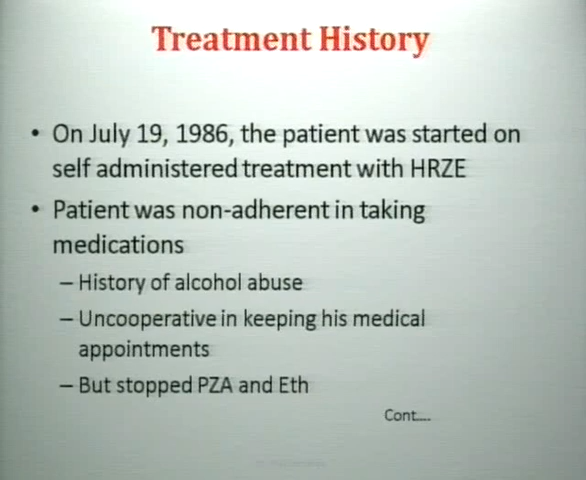 Treatment History
• On July 19, 1986, the patient was started on
self administered treatment with HRZE
• Patient was non-adherent in taking
medications
– History of alcohol abuse
– Uncooperative in keeping his medical
appointments
– But stopped PZA and Eth
Cont....